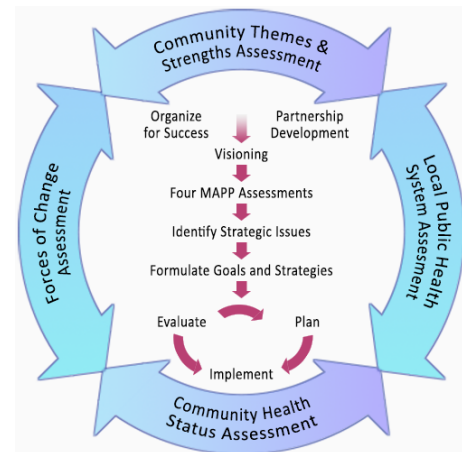 Community Themes &
Strengths Assessment
Organize
for Success
Partnership
Development
Visioning
Four MAPP Assessments
Identify Strategic Issues
Formulate Goals and Strategies
Evaluate
Plan
Implement
Forces of Change
Assessment
Local Public Health
System Assesment
Community Health
Status Assessment